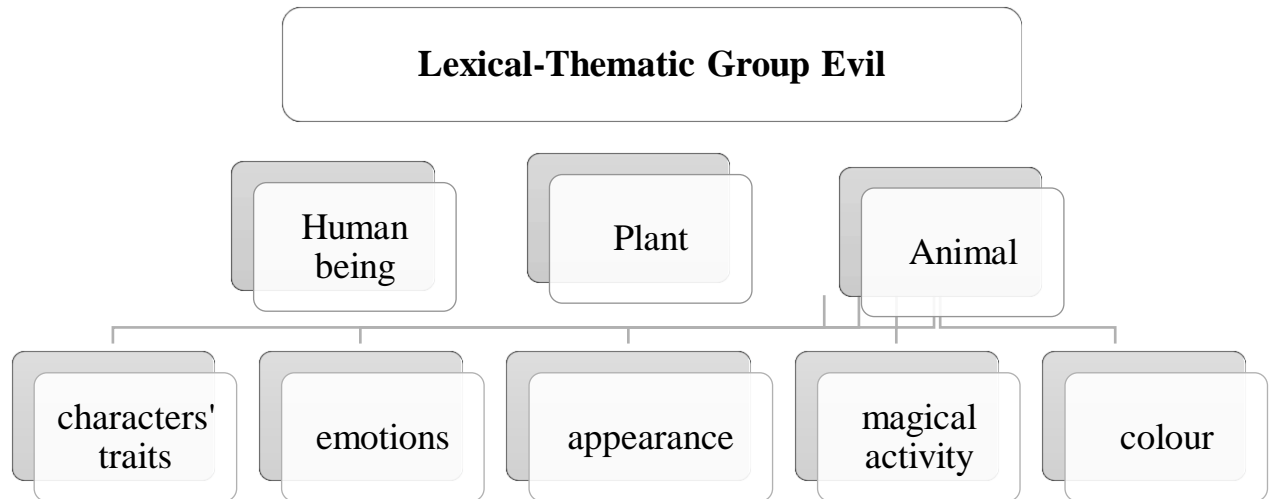 Lexical-Thematic Group Evil
Human
being
Plant
Animal
characters'
traits
emotions
appearance
magical
activity
colour